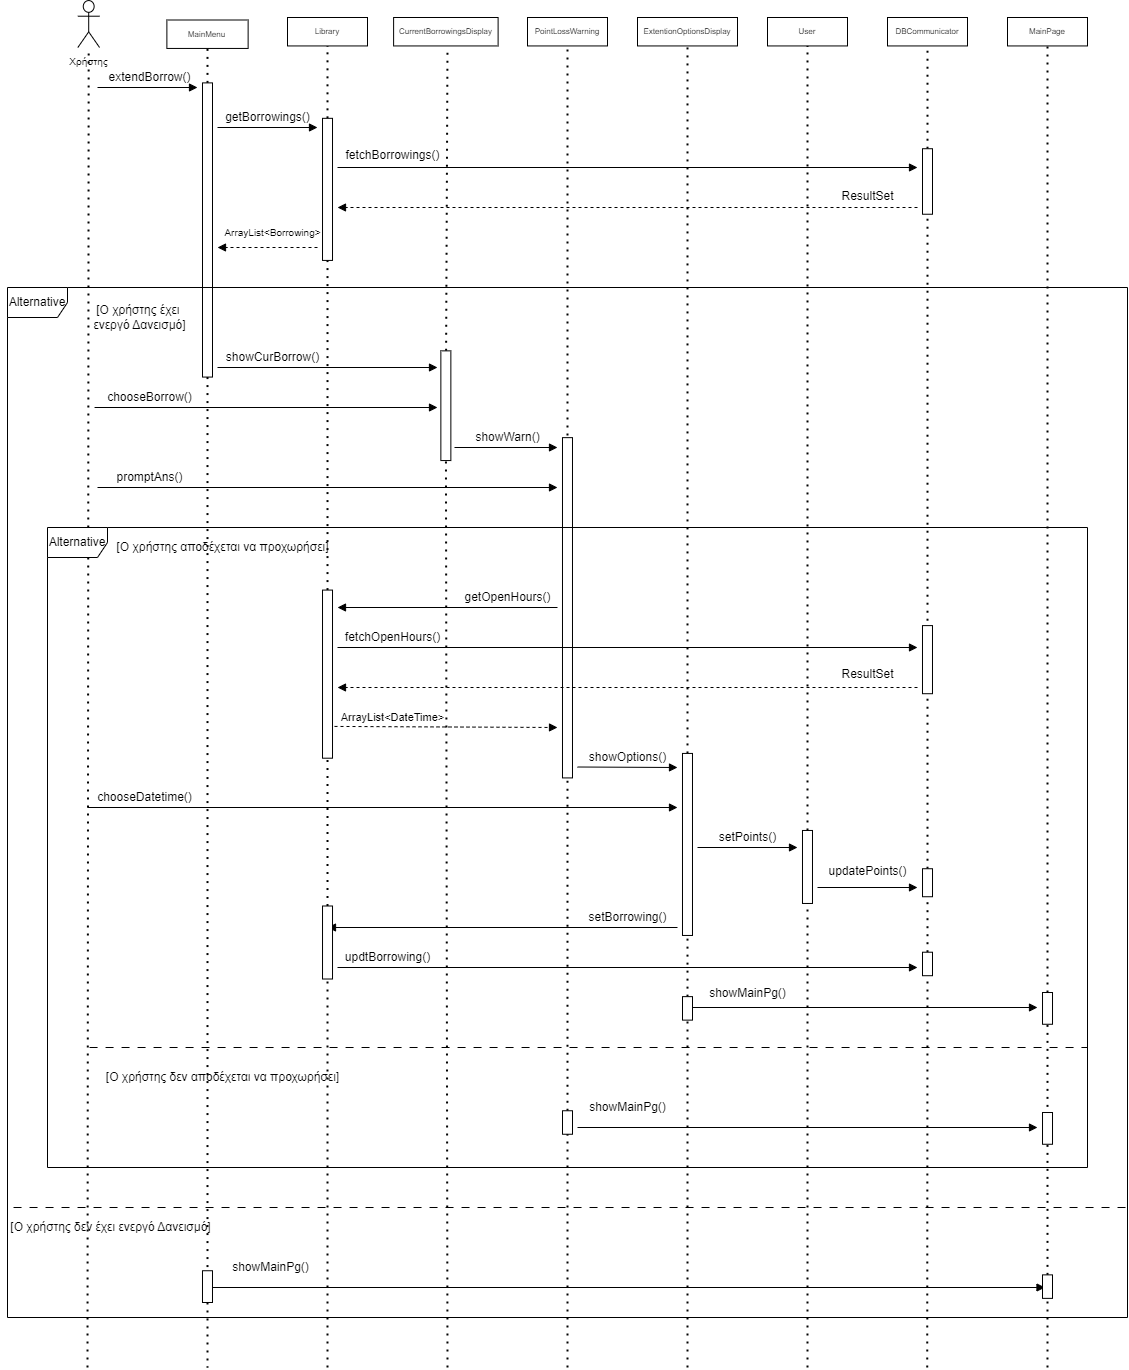 MainMenu
Library
CurrentBorrowingsDisplay
PointLossWarning
ExtentionOptionsDisplay
User
DBCommunicator
MainPage
Χρήστης
extendBorrow()
getBorrowings()
fetchBorrowings()
ResultSet
ArrayList<Borrowing>
Alternative
[Ο χρήστης έχει
ενεργό Δανεισμό]
showCurBorrow()
chooseBorrow()
showWarn()
promptAns()
Alternative
[Ο χρήστης αποδέχεται να προχωρήσει]
getOpenHours()
fetchOpenHours()
ResultSet
ArrayList<DateTime>
showOptions()
chooseDatetime()
setPoints()
updatePoints()
setBorrowing()
updtBorrowing()
showMainPg()
[Ο χρήστης δεν αποδέχεται να προχωρήσει]
showMainPg()
[Ο χρήστης δεν έχει ενεργό Δανεισμό]
showMainPg()